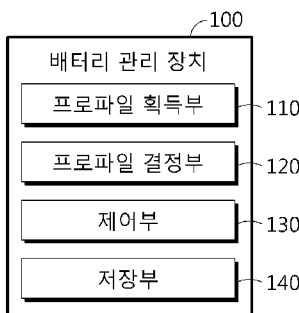 100
배터리 관리 장치
프로파일 획득부 110
프로파일 결정부 120
제어부 130
저장부 140